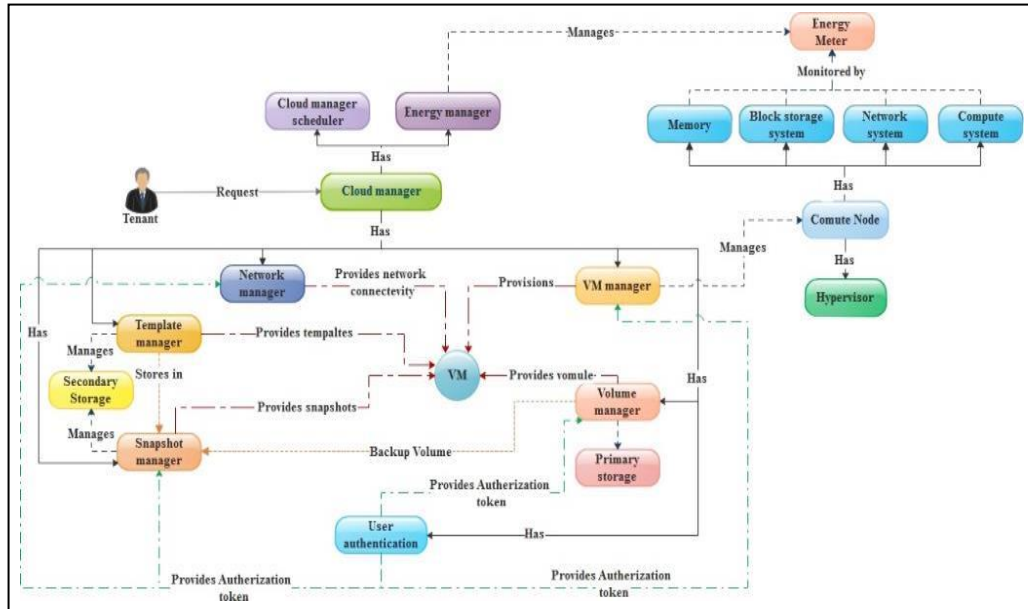 Energy
Meter
Manages
Monitored by
Cloud manager
scheduler
Energy manager
Memory
Block storage
system
Network
system
Compute
system
Has
Has
Tenant
Request
Cloud manager
Comute Node
Has
Manages
Has
Hypervisor
Network
manager
Provides network
connectevity
Provisions
VM manager
Has
Template
manager
Provides tempaltes
Manages
Stores in
VM
Provides vomule
Has
Secondary
Storage
Provides snapshots
Volume
manager
Manages
Snapshot
manager
Backup Volume
Primary
storage
Provides Autherization
token
User
authentication
Has
Provides Autherization
token
Provides Autherization
token